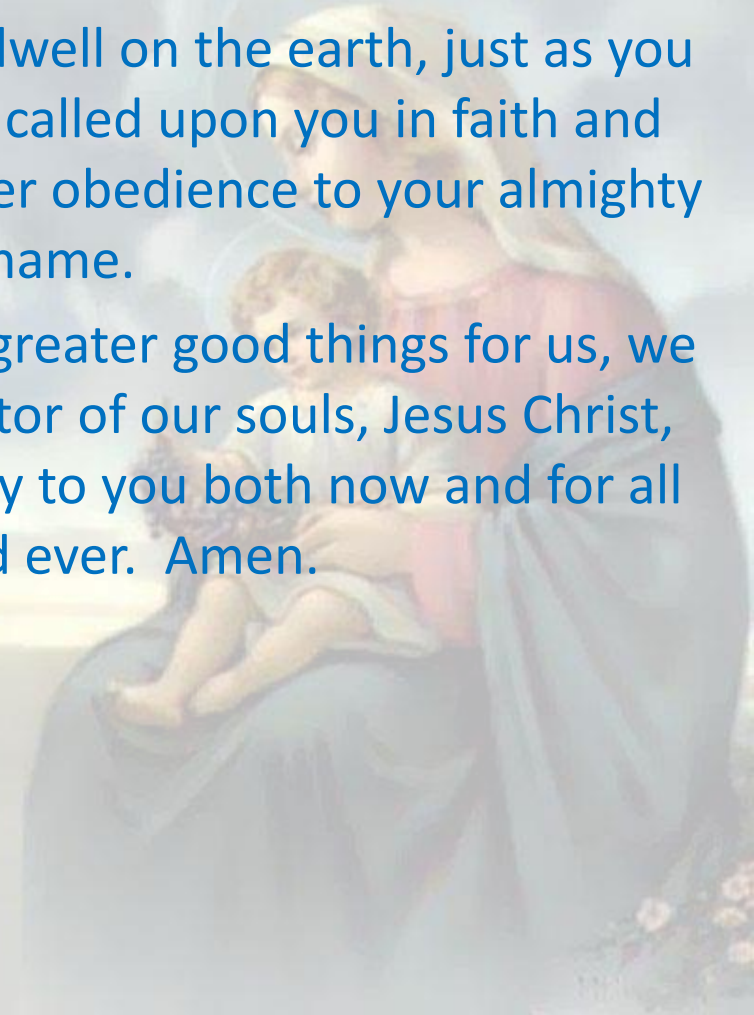 dwell on the earth, just as you
called upon you in faith and
er obedience to your almighty
name.
greater good things for us, we
tor of our souls, Jesus Christ,
y to you both now and for all
d ever. Amen.